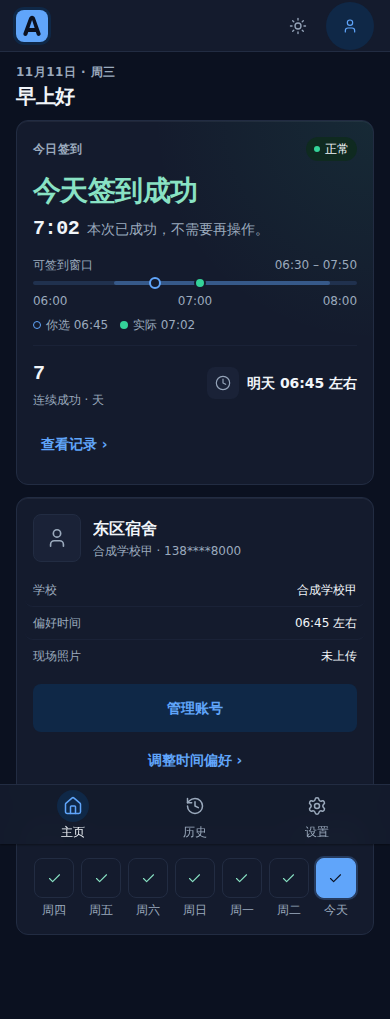 A
11月11日 · 周三
早上好
今日签到
正常
今天签到成功
7:02 本次已成功，不需要再操作。
可签到窗口
06:30 – 07:50
06:00 07:00 08:00
你选 06:45 实际 07:02
7
连续成功 · 天
明天 06:45 左右
查看记录 ›
东区宿舍
合成学校甲 · 138****8000
学校 合成学校甲
偏好时间 06:45 左右
现场照片 未上传
管理账号
调整时间偏好 ›
主页 历史 设置
周四 周五 周六 周日 周一 周二 今天